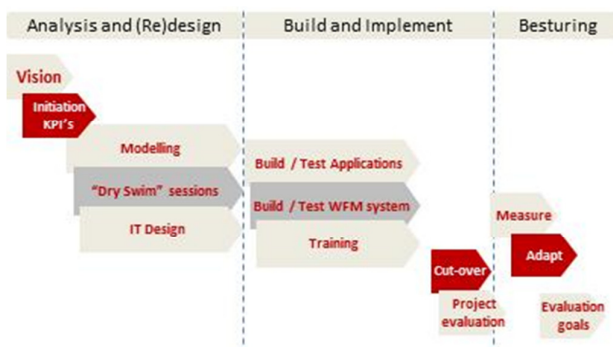 Analysis and (Re)design
Build and Implement
Besturing
Vision
Initiation
KPI's
Modelling
"Dry Swim" sessions
IT Design
Build / Test Applications
Build / Test WFM system
Training
Cut-over
Project
evaluation
Measure
Adapt
Evaluation
goals